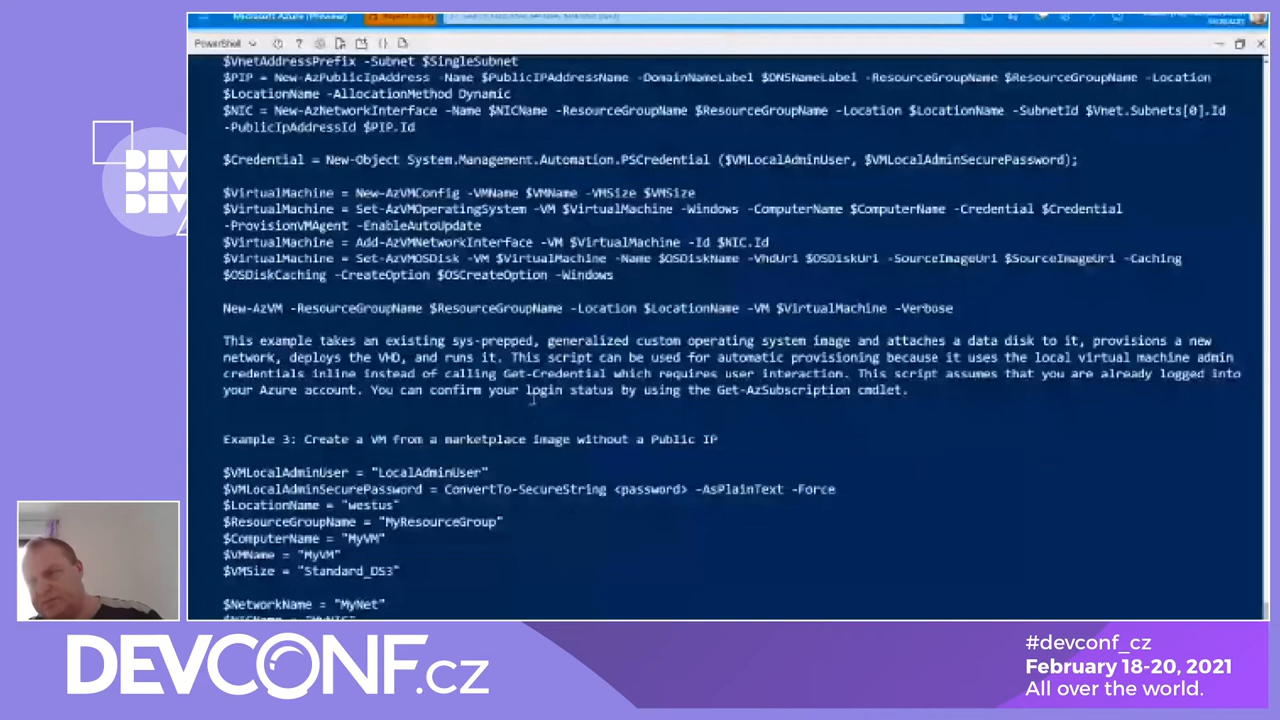 Microsoft Azure (Preview)
PowerShell
$VnetAddressPrefix -Subnet $SingleSubnet
$PIP = New-AzPublicIpAddress -Name $PublicIPAddressName -DomainNameLabel $DNSNameLabel -ResourceGroupName $ResourceGroupName -Location
$LocationName -AllocationMethod Dynamic
$NIC = New-AzNetworkInterface -Name $NICName -ResourceGroupName $ResourceGroupName -Location $LocationName -SubnetId $Vnet.Subnets[0].Id
-PublicIpAddressId $PIP.Id
$Credential = New-Object System.Management.Automation.PSCredential ($VMLocalAdminUser, $VMLocalAdminSecurePassword);
$VirtualMachine = New-AzVMConfig -VMName $VMName -VMSize $VMSize
$VirtualMachine = Set-AzVMOperatingSystem -VM $VirtualMachine -Windows -ComputerName $ComputerName -Credential $Credential
-ProvisionVMAgent -EnableAutoUpdate
$VirtualMachine = Add-AzVMNetworkInterface -VM $VirtualMachine -Id $NIC.Id
$VirtualMachine = Set-AzVMOSDisk -VM $VirtualMachine -Name $OSDiskName -VhdUri $OSDiskUri -SourceImageUri $SourceImageUri -Caching
$OSDiskCaching -CreateOption $OSCreateOption -Windows
New-AzVM -ResourceGroupName $ResourceGroupName -Location $LocationName -VM $VirtualMachine -Verbose
This example takes an existing sys-prepped, generalized custom operating system image and attaches a data disk to it, provisions a new
network, deploys the VHD, and runs it. This script can be used for automatic provisioning because it uses the local virtual machine admin
credentials inline instead of calling Get-Credential which requires user interaction. This script assumes that you are already logged into
your Azure account. You can confirm your login status by using the Get-AzSubscription cmdlet.
Example 3: Create a VM from a marketplace image without a Public IP
$VMLocalAdminUser = "LocalAdminUser"
$VMLocalAdminSecurePassword = ConvertTo-SecureString <password> -AsPlainText -Force
$LocationName = "westus"
$ResourceGroupName = "MyResourceGroup"
$ComputerName = "MyVM"
$VMName = "MyVM"
$VMSize = "Standard_DS3"
$NetworkName = "MyNet"
$NICName = "MyNIC"
DEV
DEV
DEV
DEVCONF.cz
#devconf_cz
February 18-20, 2021
All over the world.